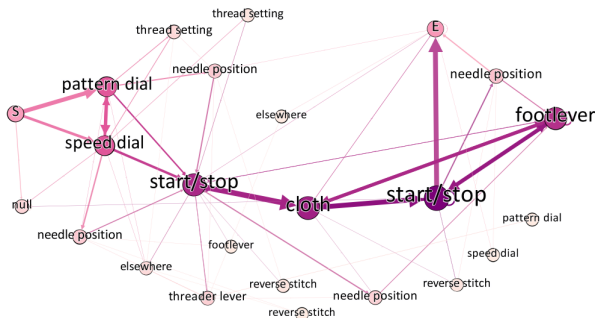 thread setting
thread setting
E
pattern dial
needle position
needle position
S
elsewhere
footlever
speed dial
start/stop
start/stop
cloth
null
pattern dial
needle position
footlever
speed dial
elsewhere
reverse stitch
reverse stitch
threader lever
needle position
reverse stitch